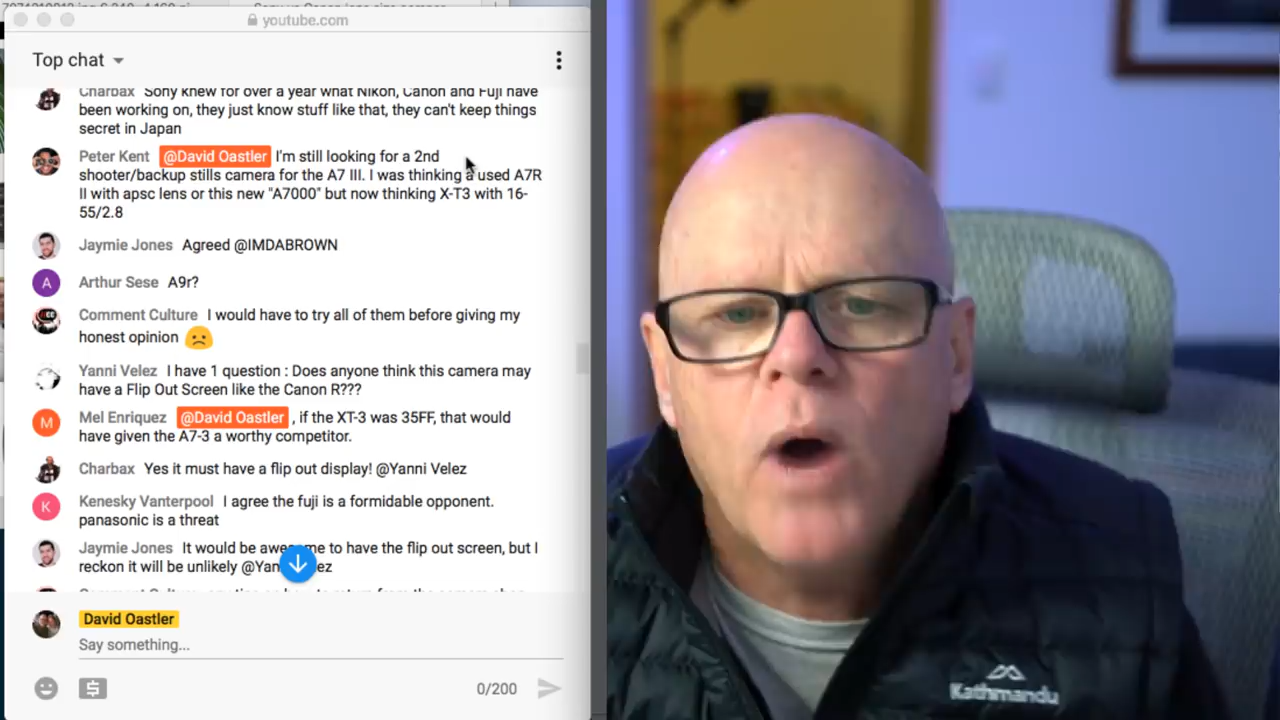 youtube.com
Top chat
Charbax Sony knew for over a year what Nikon, Canon and Fuji have
been working on, they just know stuff like that, they can't keep things
secret in Japan
Peter Kent @David Oastler I'm still looking for a 2nd
shooter/backup stills camera for the A7 III. I was thinking a used A7R
II with apsc lens or this new "A7000" but now thinking X-T3 with 16-
55/2.8
Jaymie Jones Agreed @IMDABROWN
A Arthur Sese A9r?
Comment Culture I would have to try all of them before giving my
honest opinion
Yanni Velez I have 1 question : Does anyone think this camera may
have a Flip Out Screen like the Canon R???
M Mel Enriquez @David Oastler , if the XT-3 was 35FF, that would
have given the A7-3 a worthy competitor.
Charbax Yes it must have a flip out display! @Yanni Velez
K Kenesky Vanterpool I agree the fuji is a formidable opponent.
panasonic is a threat
Jaymie Jones It would be to have the flip out screen, but I
reckon it will be unlikely
David Oastler
Say something...
0/200
Kathmandu